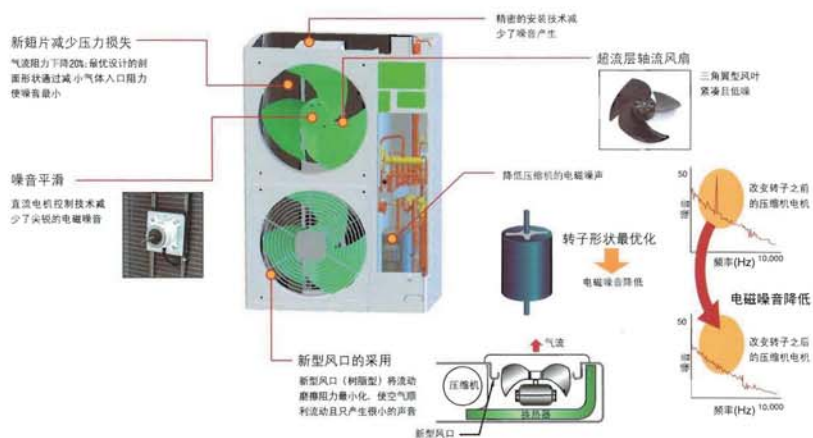 新短片减少压力损失
气流阻力下降20%:最优设计的剖
面形状通过减小气体入口阻力
使噪音最小
精密的安装技术减
少了噪音产生
超流层轴流风扇
三角翼型风叶
紧凑且低噪
噪音平滑
直流电机控制技术减
少了尖锐的电磁噪音
降低压缩机的电磁噪声
转子形状最优化
电磁噪音降低
50
噪音
改变转子之前
的压缩机电机
频率(Hz) 10,000
电磁噪音降低
50
噪音
改变转子之后
的压缩机电机
频率(Hz) 10,000
新型风口的采用
新型风口(树脂型)将流动
磨擦阻力最小化,使空气顺
利流动且只产生很小的声音
气流
压缩机
换热器
新型风口